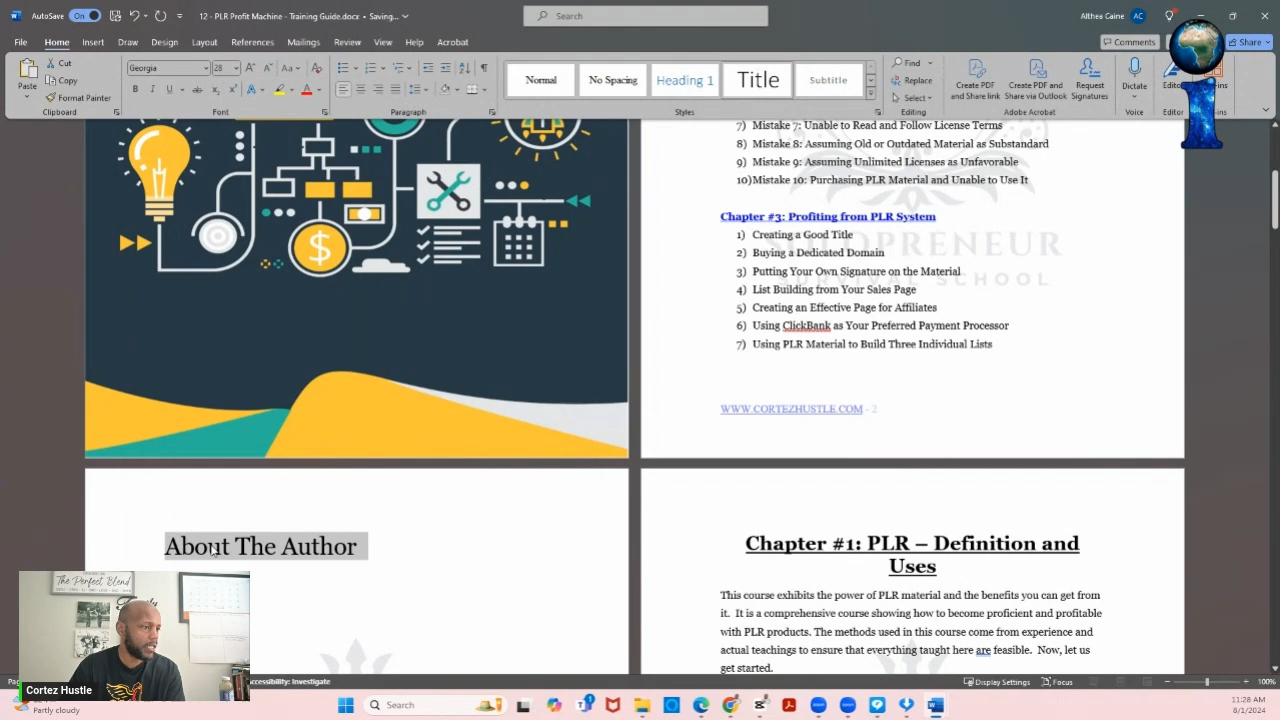 AutoSave On 12 - PLR Profit Machine - Training Guide.docx • Saving... Search Althea Caine AC
File Home Insert Draw Design Layout References Mailings Review View Help Acrobat Comments Share
Paste Cut Copy Format Painter Clipboard
Georgia 28 Font
Paragraph
Normal No Spacing Heading 1 Title Subtitle Styles
Find Replace Select Editing
Create PDF and Share link Create PDF and Share via Outlook Request Signatures Adobe Acrobat
Dictate Voice
7) Mistake 7: Unable to Read and Follow License Terms
8) Mistake 8: Assuming Old or Outdated Material as Substandard
9) Mistake 9: Assuming Unlimited Licenses as Unfavorable
10)Mistake 10: Purchasing PLR Material and Unable to Use It
Chapter #3: Profiting from PLR System
1) Creating a Good Title
2) Buying a Dedicated Domain
3) Putting Your Own Signature on the Material
4) List Building from Your Sales Page
5) Creating an Effective Page for Affiliates
6) Using ClickBank as Your Preferred Payment Processor
7) Using PLR Material to Build Three Individual Lists
WWW.CORTEZHUSTLE.COM - 2
About The Author
Chapter #1: PLR – Definition and
Uses
This course exhibits the power of PLR material and the benefits you can get from
it. It is a comprehensive course showing how to become proficient and profitable
with PLR products. The methods used in this course come from experience and
actual teachings to ensure that everything taught here are feasible. Now, let us
get started.
The Perfect Blend
Cortez Hustle
Accessibility: Investigate Display Settings Focus 100%
Partly cloudy Search 11:28 AM
8/1/2024